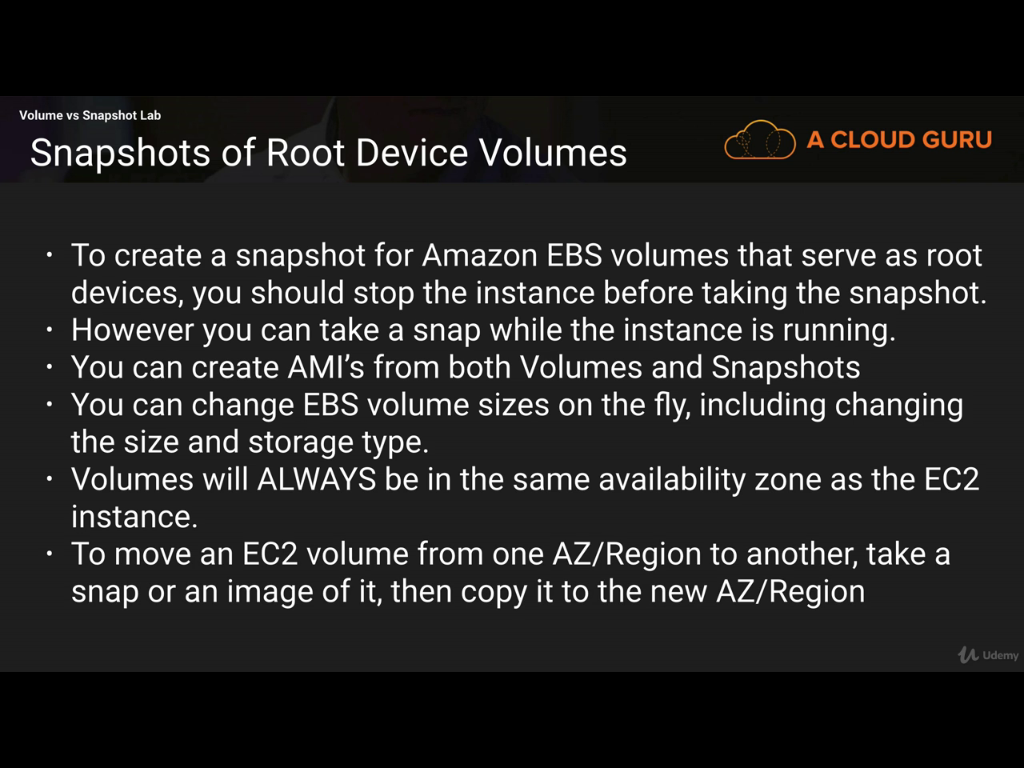 Volume vs Snapshot Lab
Snapshots of Root Device Volumes
A CLOUD GURU
• To create a snapshot for Amazon EBS volumes that serve as root
devices, you should stop the instance before taking the snapshot.
• However you can take a snap while the instance is running.
• You can create AMI’s from both Volumes and Snapshots
• You can change EBS volume sizes on the fly, including changing
the size and storage type.
• Volumes will ALWAYS be in the same availability zone as the EC2
instance.
• To move an EC2 volume from one AZ/Region to another, take a
snap or an image of it, then copy it to the new AZ/Region
Udemy